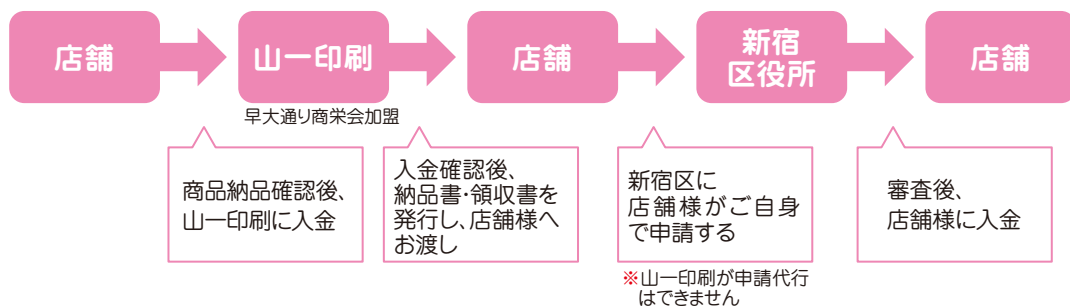 店舗
山一印刷
店舗
新宿
区役所
店舗
早大通り商栄会加盟
商品納品確認後、
山一印刷に入金
入金確認後、
納品書・領収書を
発行し、店舗様へ
お渡し
新宿区に
店舗様がご自身
で申請する
審査後、
店舗様に入金
※山一印刷が申請代行
はできません